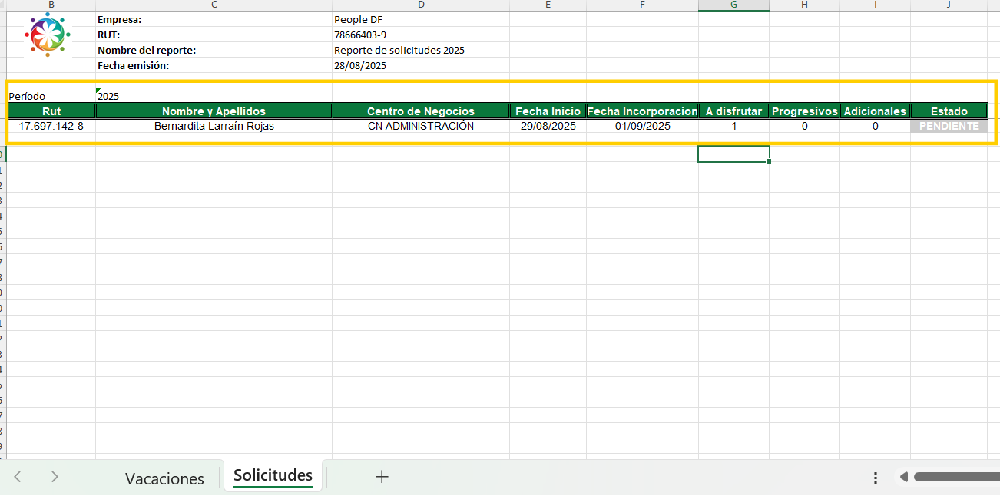 B C D E F G H I J
Empresa: People DF
RUT: 78666403-9
Nombre del reporte: Reporte de solicitudes 2025
Fecha emisión: 28/08/2025
Período 2025
Rut Nombre y Apellidos Centro de Negocios Fecha Inicio Fecha Incorporacion A disfrutar Progresivos Adicionales Estado
17.697.142-8 Bernardita Larraín Rojas CN ADMINISTRACIÓN 29/08/2025 01/09/2025 1 0 0 PENDIENTE
Vacaciones Solicitudes